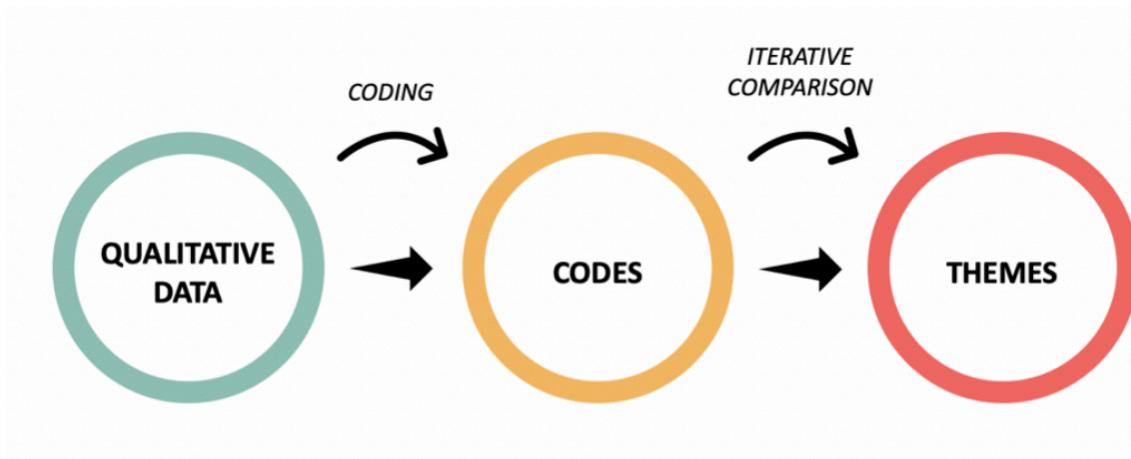 CODING
ITERATIVE
COMPARISON
QUALITATIVE
DATA
CODES
THEMES